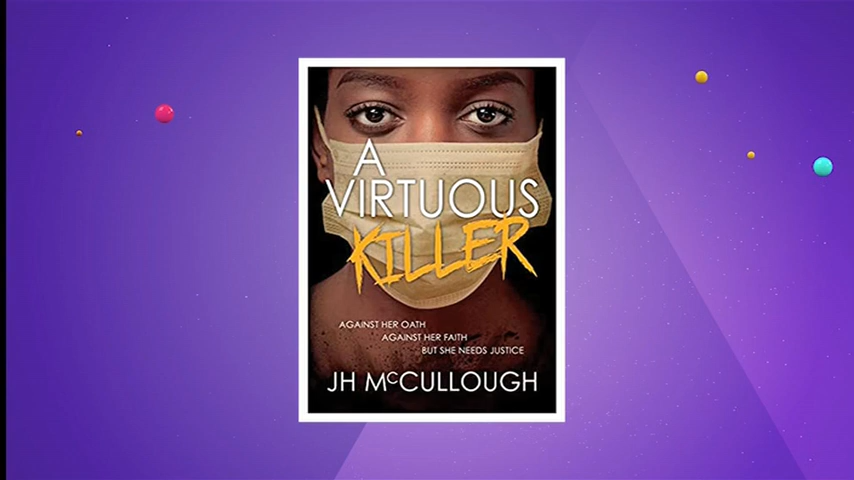 A
VIRTUOUS
KILLER
AGAINST HER OATH
AGAINST HER FAITH
BUT SHE NEEDS JUSTICE
JH McCULLOUGH